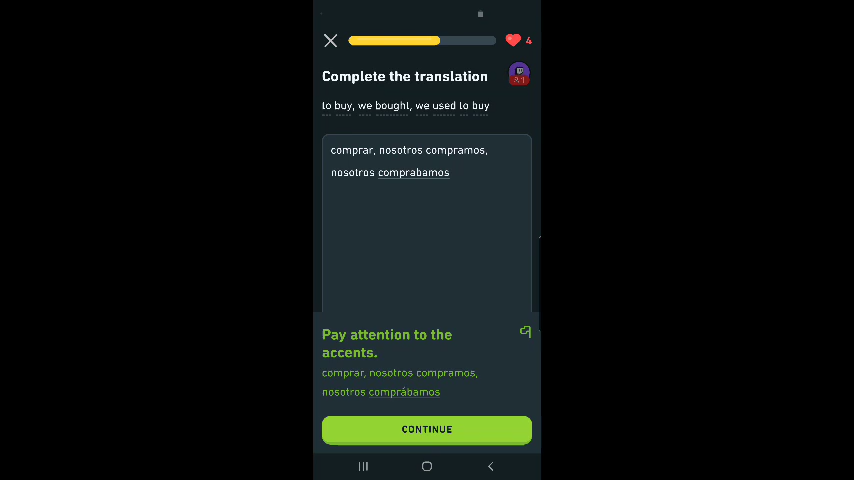 4
Complete the translation
to buy, we bought, we used to buy
comprar, nosotros compramos,
nosotros comprabamos
Pay attention to the
accents.
comprar, nosotros compramos,
nosotros comprábamos
CONTINUE